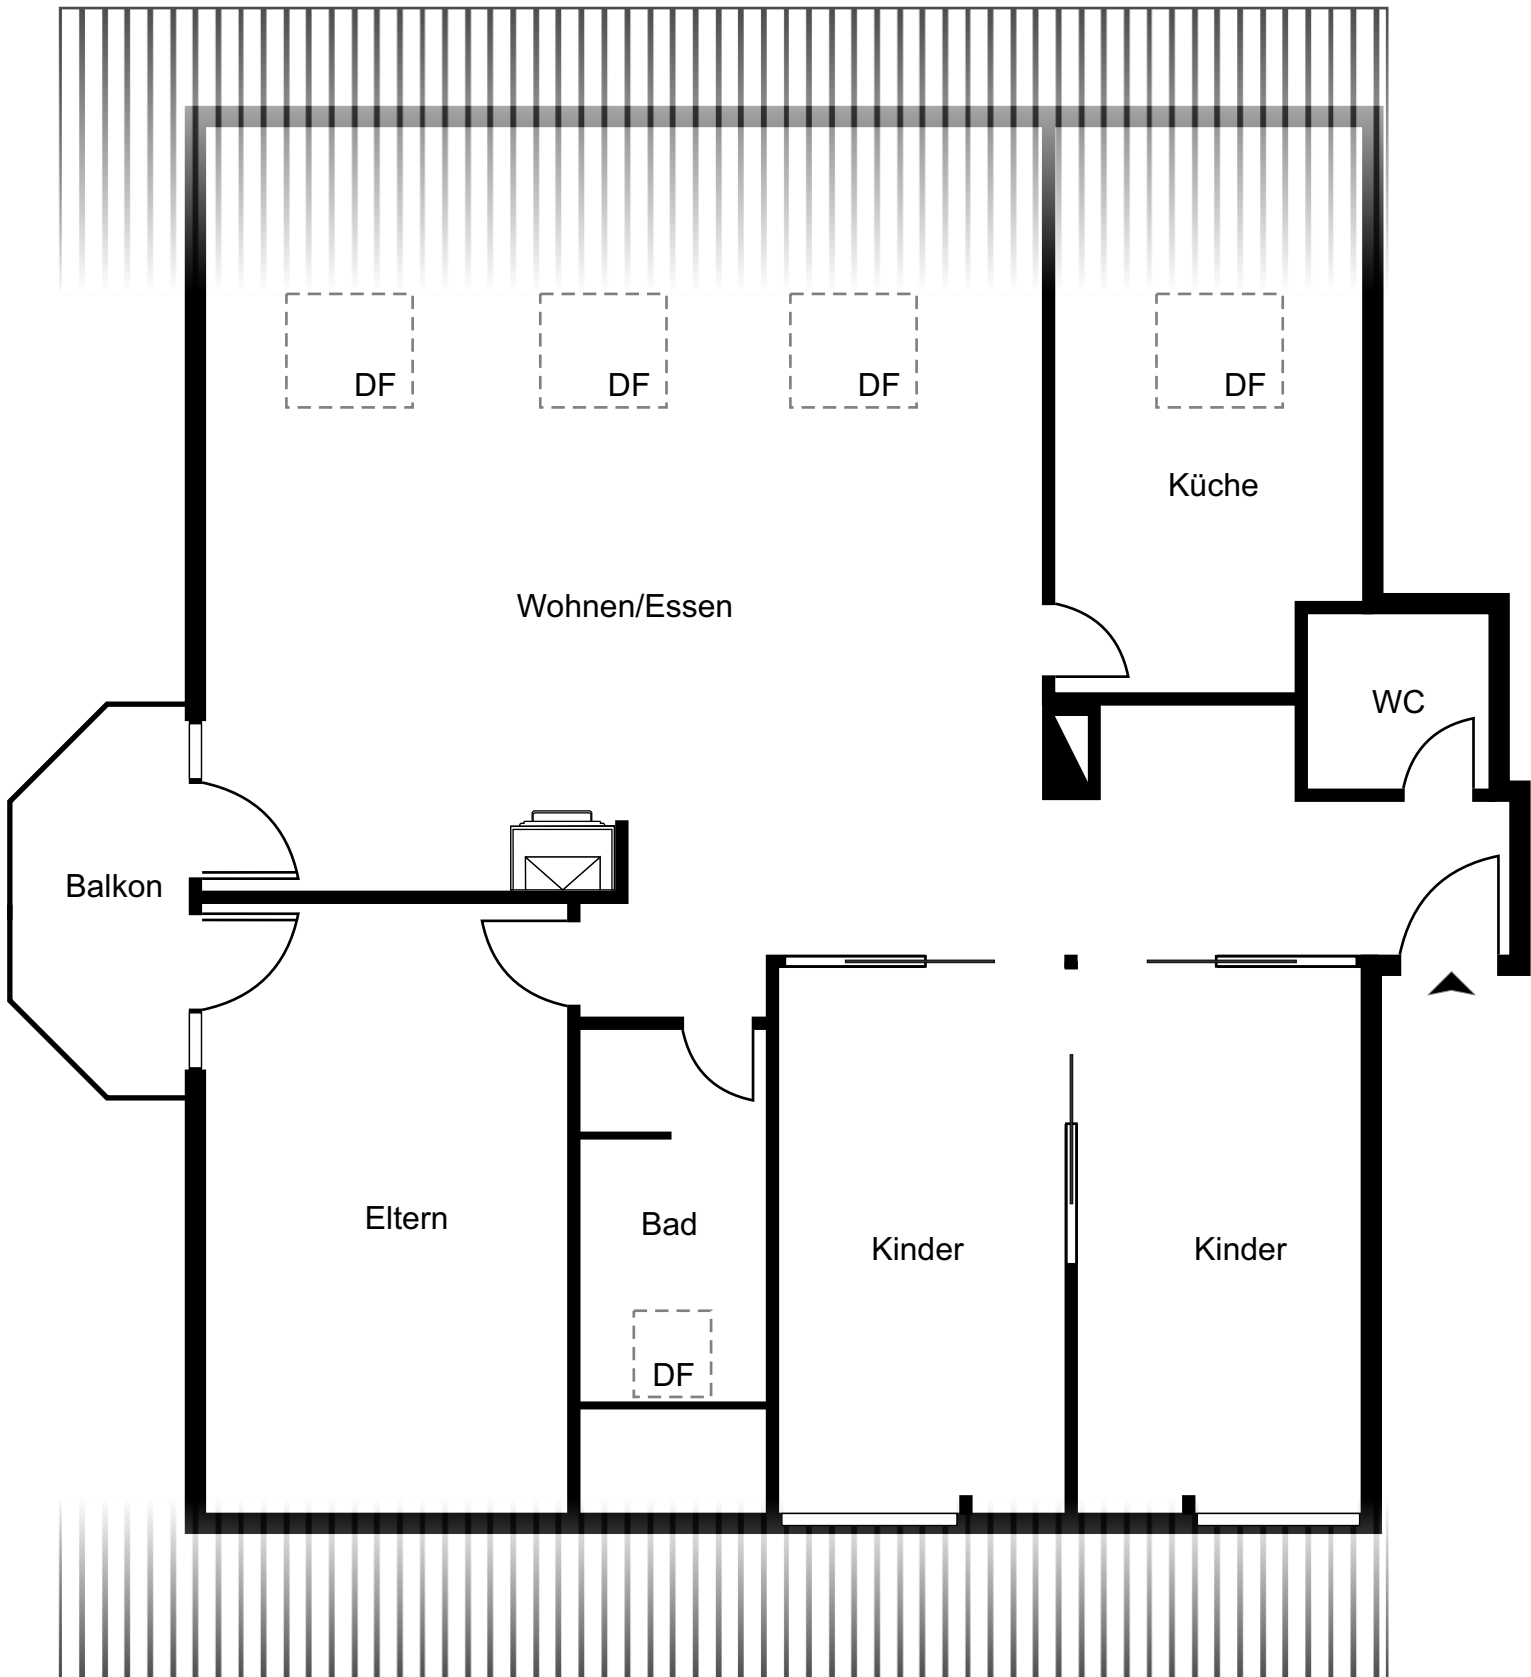 DF
DF
DF
DF
Küche
Wohnen/Essen
WC
Balkon
Eltern
Bad
Kinder
Kinder
DF